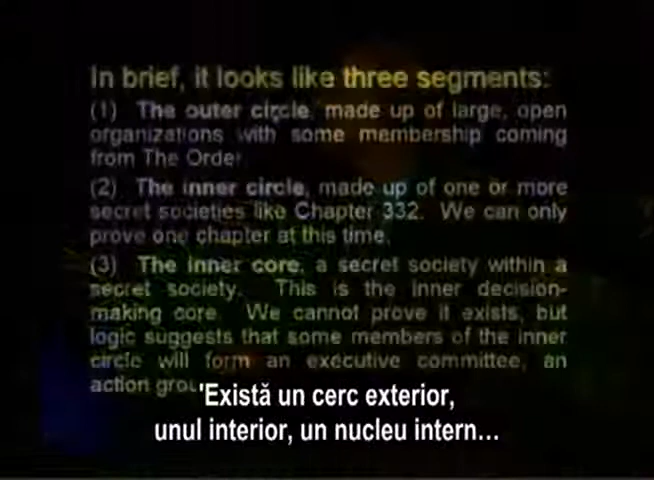 In brief, it looks like three segments:
(1) The outer circle, made up of large, open
organizations with some membership coming
from The Order.
(2) The inner circle, made up of one or more
secret societies like Chapter 332. We can only
prove one chapter at this time.
(3) The inner core, a secret society within a
secret society. This is the inner decision-
making core. We cannot prove it exists, but
logic suggests that some members of the inner
circle will form an executive committee, an
action
'Există un cerc exterior,
unul interior, un nucleu intern...